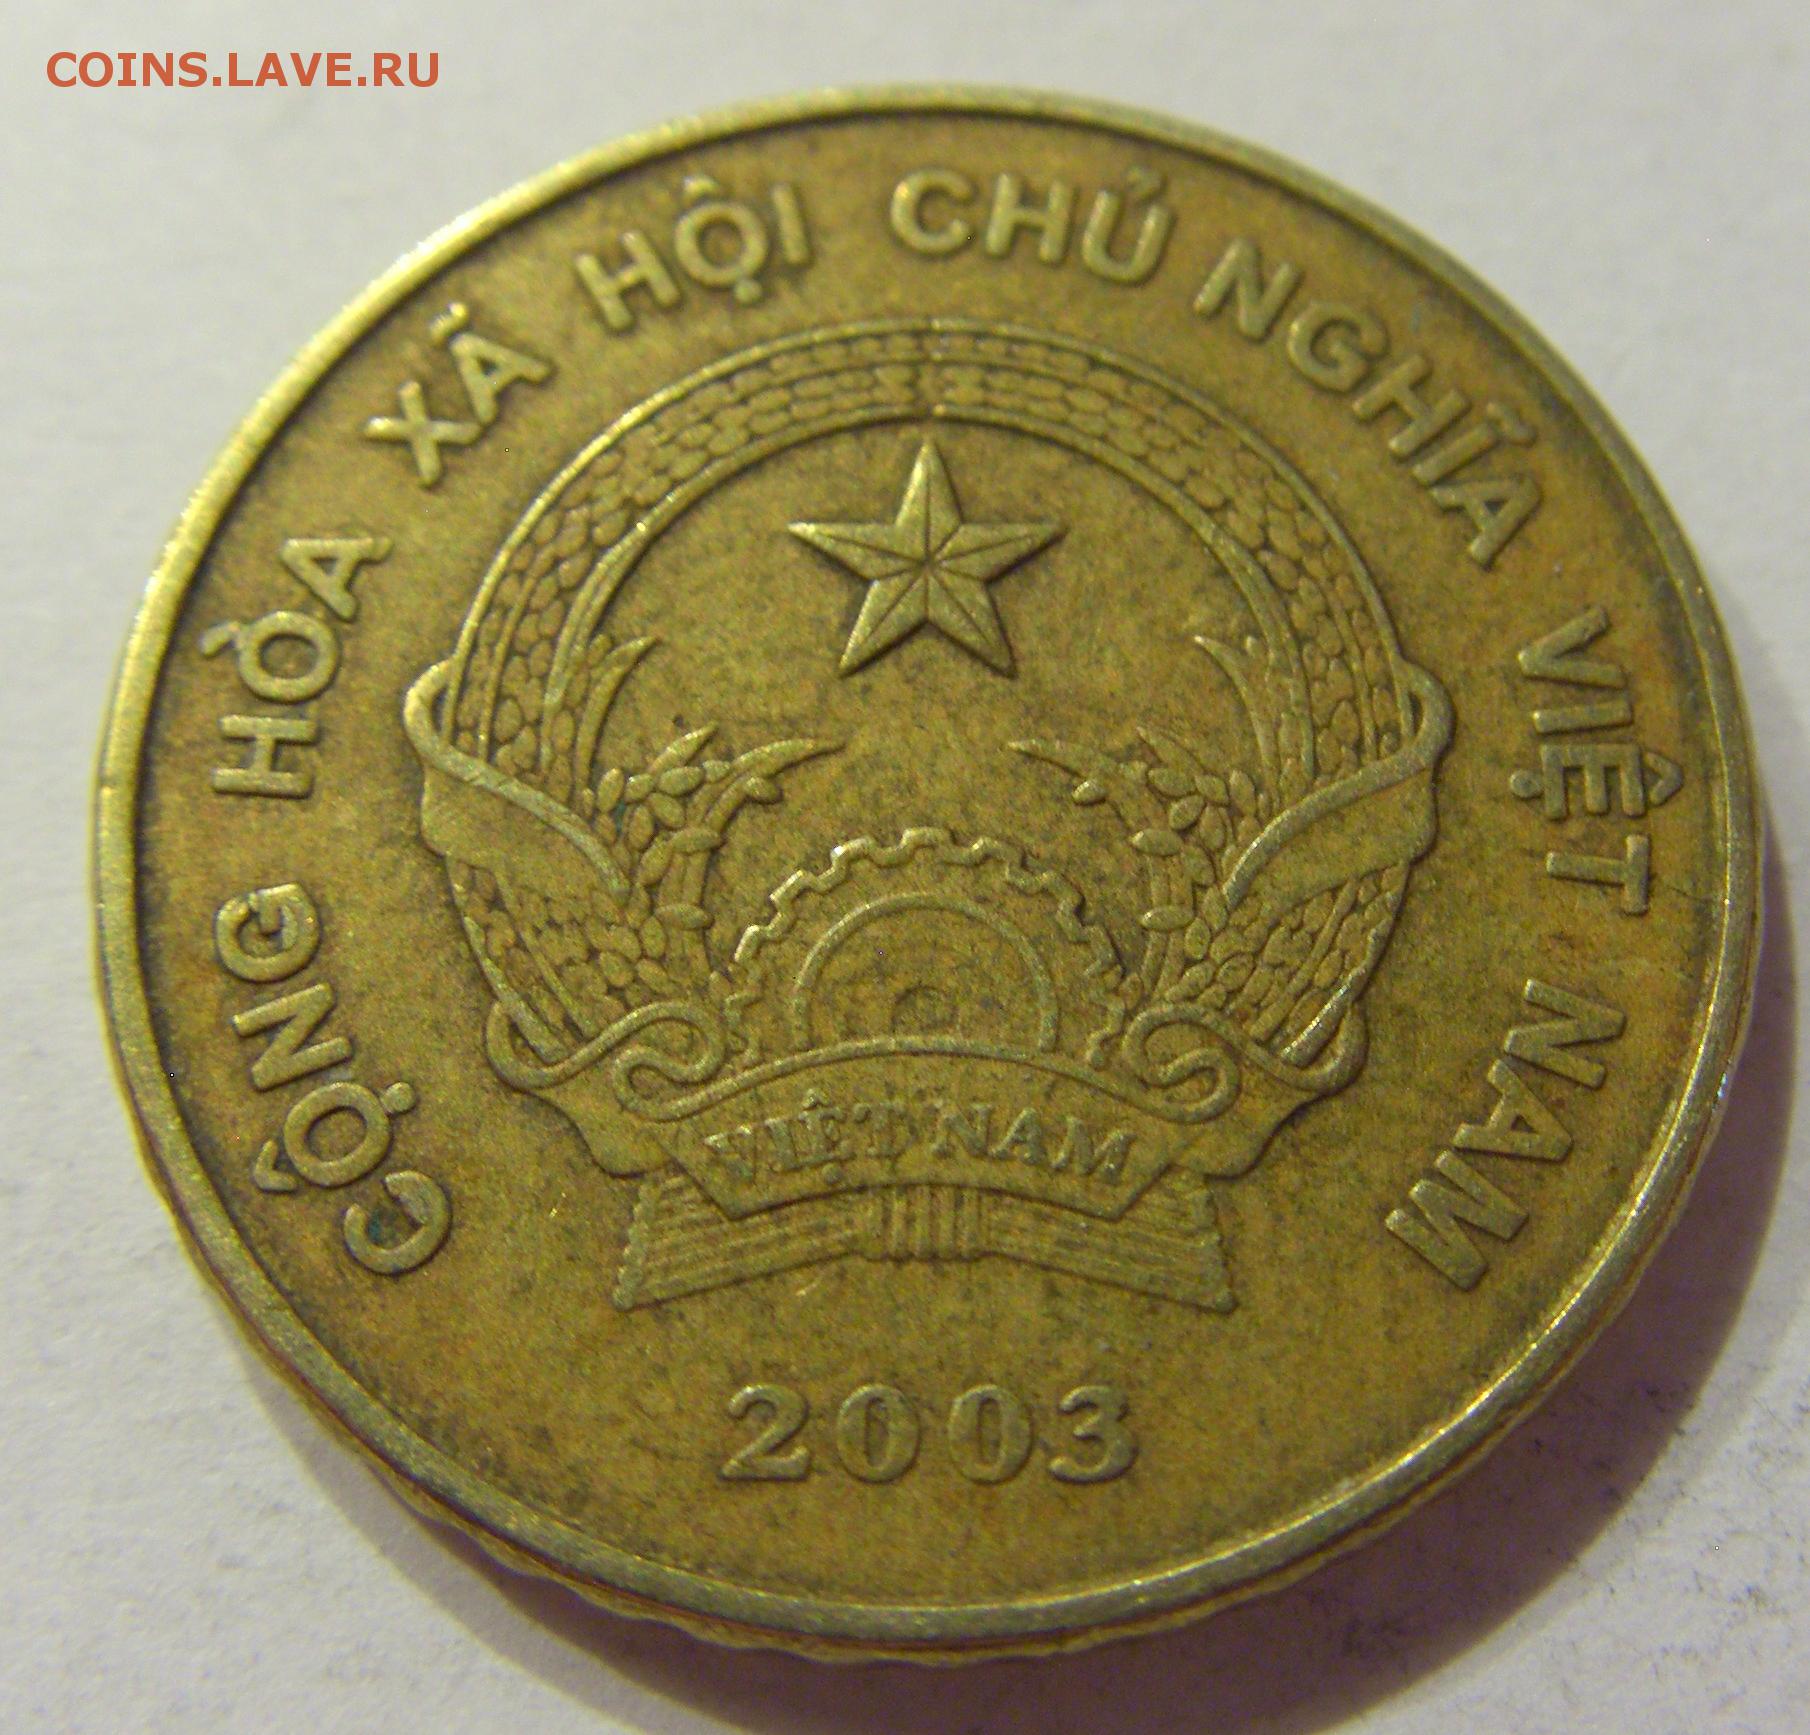 COINS.LAVE.RU
CỘNG HÒA XÃ HỘI CHỦ NGHĨA VIỆT NAM
VIỆT NAM
2003